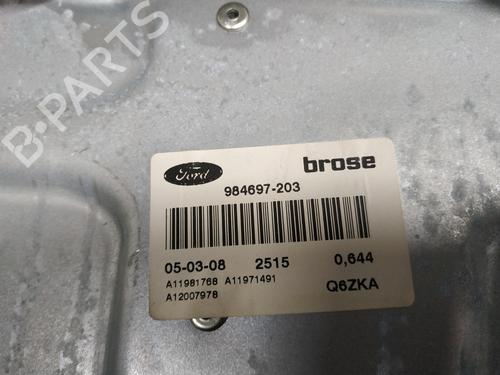 B-PARTS
Ford
brose
984697-203
05-03-08 2515 0,644
A11981768 A11971491
A12007978
Q6ZKA